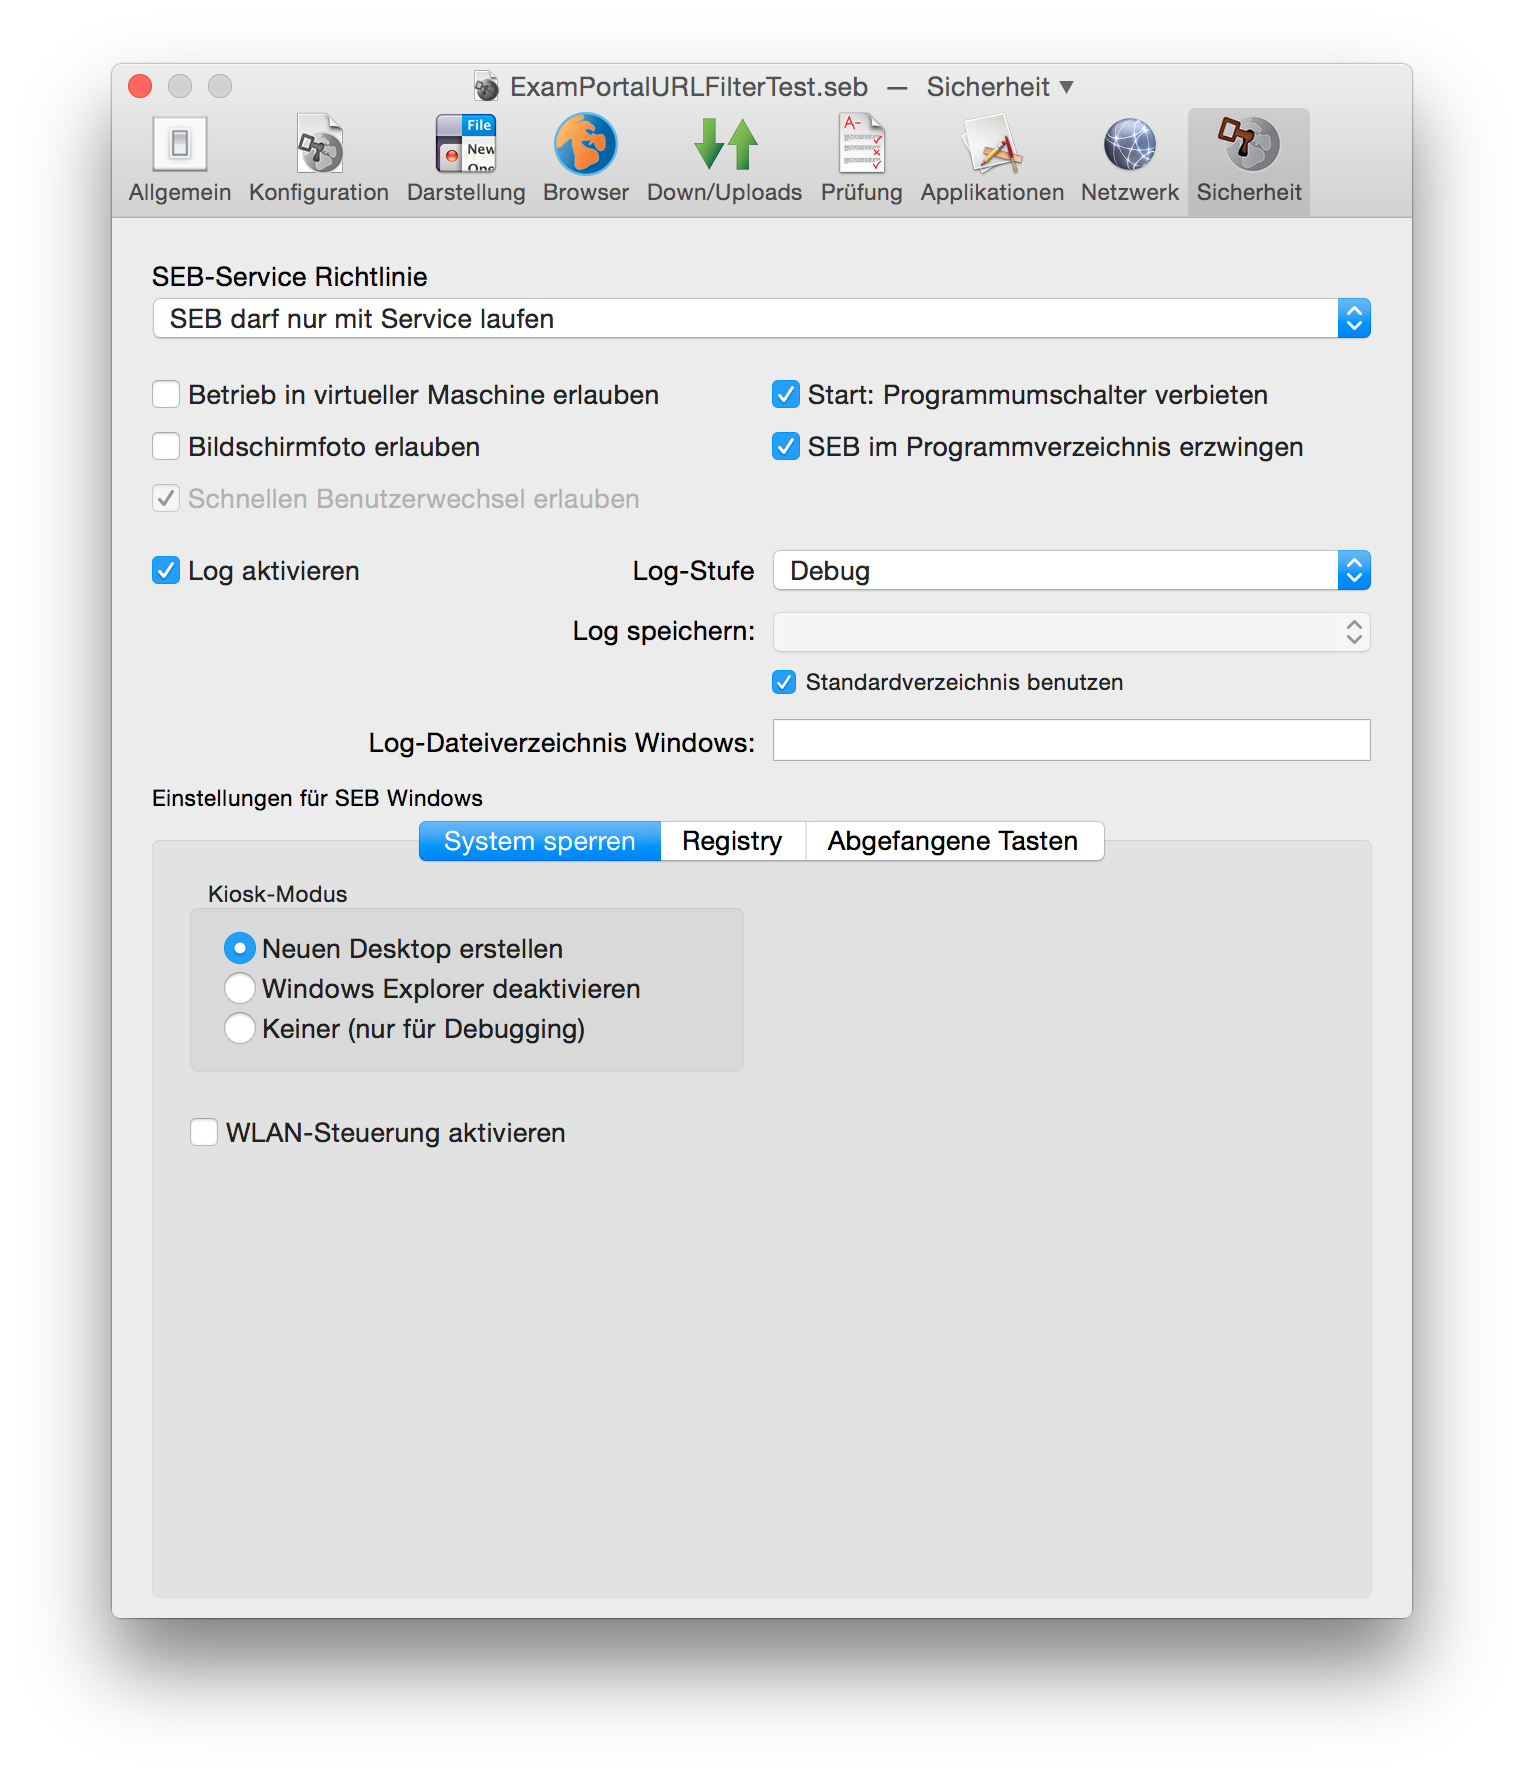 ExamPortalURLFilterTest.seb — Sicherheit
File
New
Ope
A-
Allgemein Konfiguration Darstellung Browser Down/Uploads Prüfung Applikationen Netzwerk Sicherheit
SEB-Service Richtlinie
SEB darf nur mit Service laufen
Betrieb in virtueller Maschine erlauben
Start: Programmumschalter verbieten
Bildschirmfoto erlauben
SEB im Programmverzeichnis erzwingen
Schnellen Benutzerwechsel erlauben
Log aktivieren
Log-Stufe
Debug
Log speichern:
Standardverzeichnis benutzen
Log-Dateiverzeichnis Windows:
Einstellungen für SEB Windows
System sperren Registry Abgefangene Tasten
Kiosk-Modus
Neuen Desktop erstellen
Windows Explorer deaktivieren
Keiner (nur für Debugging)
WLAN-Steuerung aktivieren